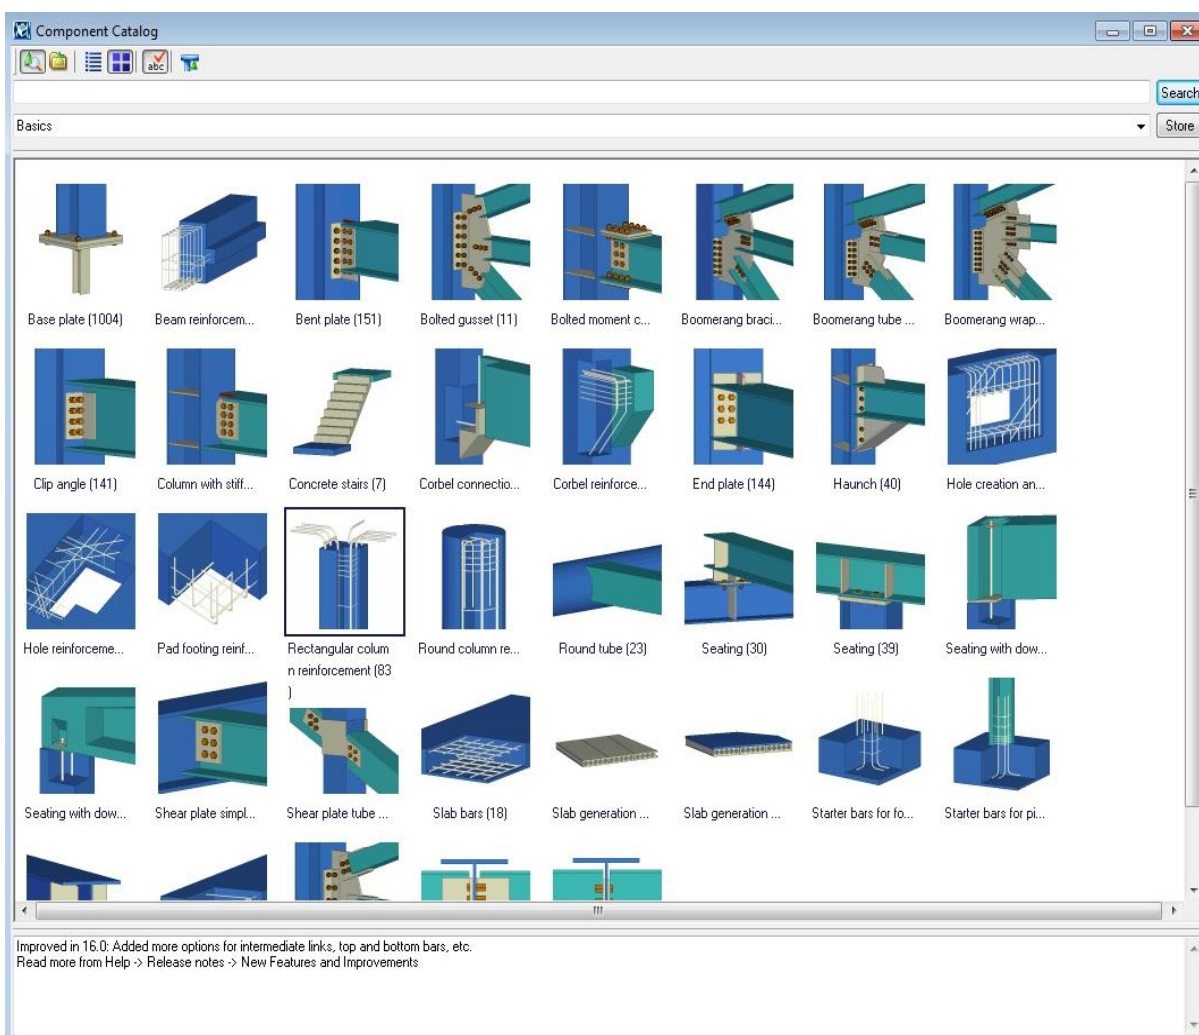 Component Catalog
abc
Search
Basics
Store
Base plate (1004)
Beam reinforcem...
Bent plate (151)
Bolted gusset (11)
Bolted moment c...
Boomerang braci...
Boomerang tube ...
Boomerang wrap...
Clip angle (141)
Column with stiff...
Concrete stairs (7)
Corbel connectio...
Corbel reinforce...
End plate (144)
Haunch (40)
Hole creation an...
Hole reinforceme...
Pad footing reinf...
Rectangular colum
n reinforcement (83
)
Round column re...
Round tube (23)
Seating (30)
Seating (39)
Seating with dow...
Seating with dow...
Shear plate simpl...
Shear plate tube ...
Slab bars (18)
Slab generation ...
Slab generation ...
Starter bars for fo...
Starter bars for pi...
Improved in 16.0: Added more options for intermediate links, top and bottom bars, etc.
Read more from Help -> Release notes -> New Features and Improvements